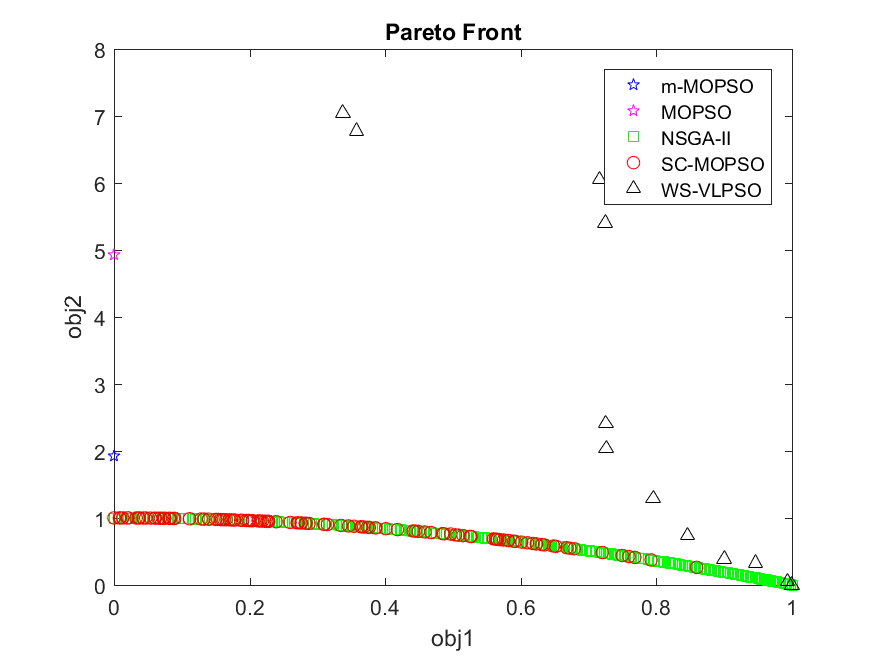 Pareto Front
8
7
6
5
4
3
2
1
0
obj2
m-MOPSO
MOPSO
NSGA-II
SC-MOPSO
WS-VLPSO
0 0.2 0.4 0.6 0.8 1
obj1